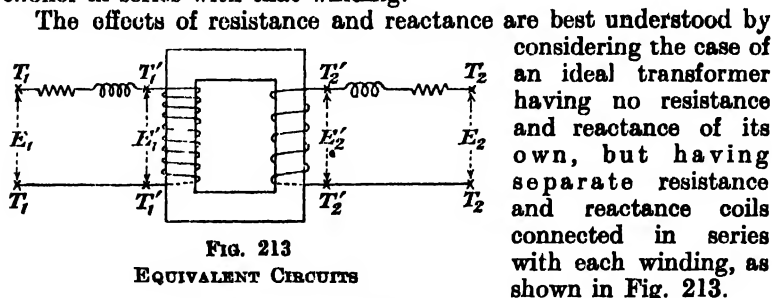 in series with that winding.
The effects of resistance and reactance are best understood by
considering the case of
an ideal transformer
having no resistance
and reactance of its
own, but having
separate resistance
and reactance coils
connected in series
with each winding, as
shown in Fig. 213.
T₁ T₁′ T₂′ T₂
E₁ E₁′ E₂′ E₂
T₁ T₁′ T₂′ T₂
FIG. 213
EQUIVALENT CIRCUITS